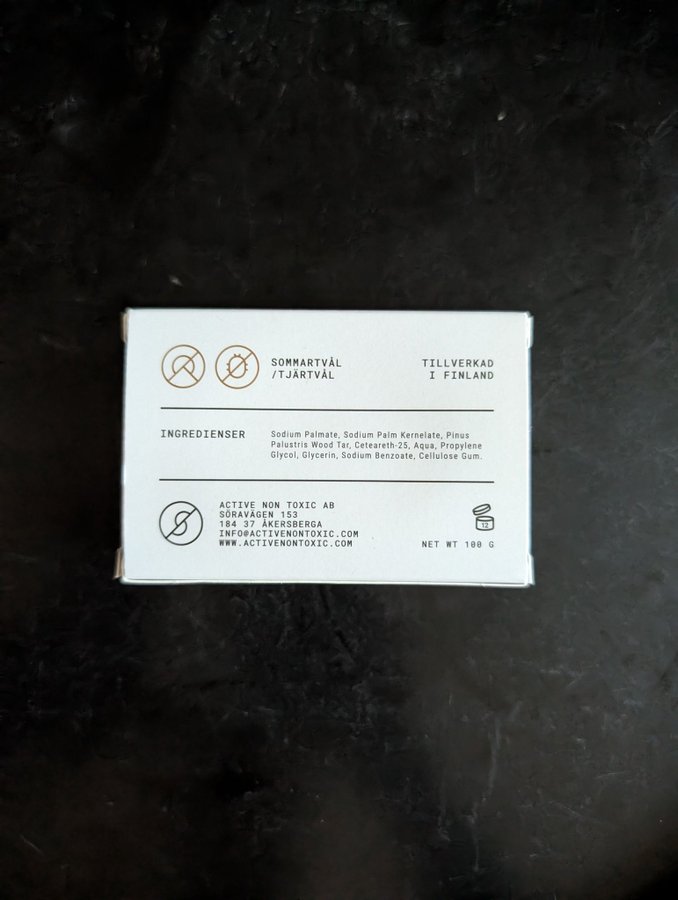 SOMMARTVÅL
/TJÄRTVÅL
TILLVERKAD
I FINLAND
INGREDIENSER
Sodium Palmate, Sodium Palm Kernelate, Pinus
Palustris Wood Tar, Ceteareth-25, Aqua, Propylene
Glycol, Glycerin, Sodium Benzoate, Cellulose Gum.
ACTIVE NON TOXIC AB
SÖRAVÄGEN 153
184 37 ÅKERSBERGA
INFO@ACTIVENONTOXIC.COM
WWW.ACTIVENONTOXIC.COM
12
NET WT 100 G